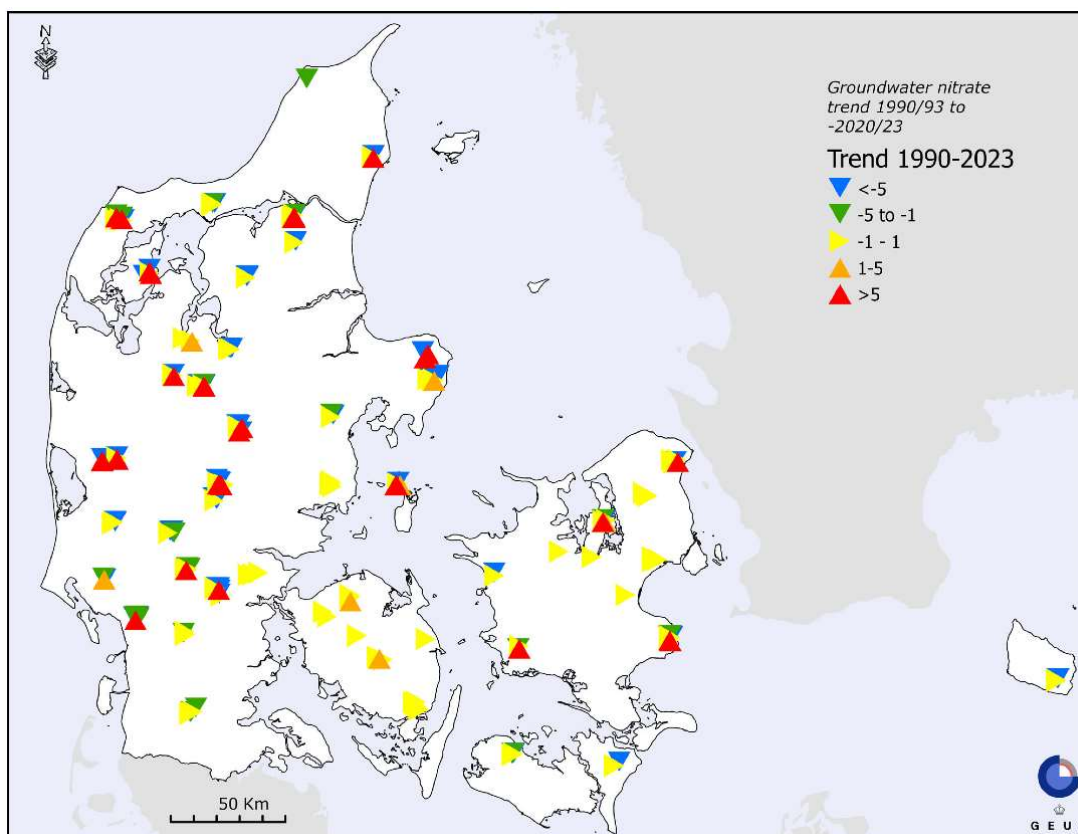 N
Groundwater nitrate
trend 1990/93 to
-2020/23
Trend 1990-2023
<-5
-5 to -1
-1 - 1
1-5
>5
50 Km
G E U